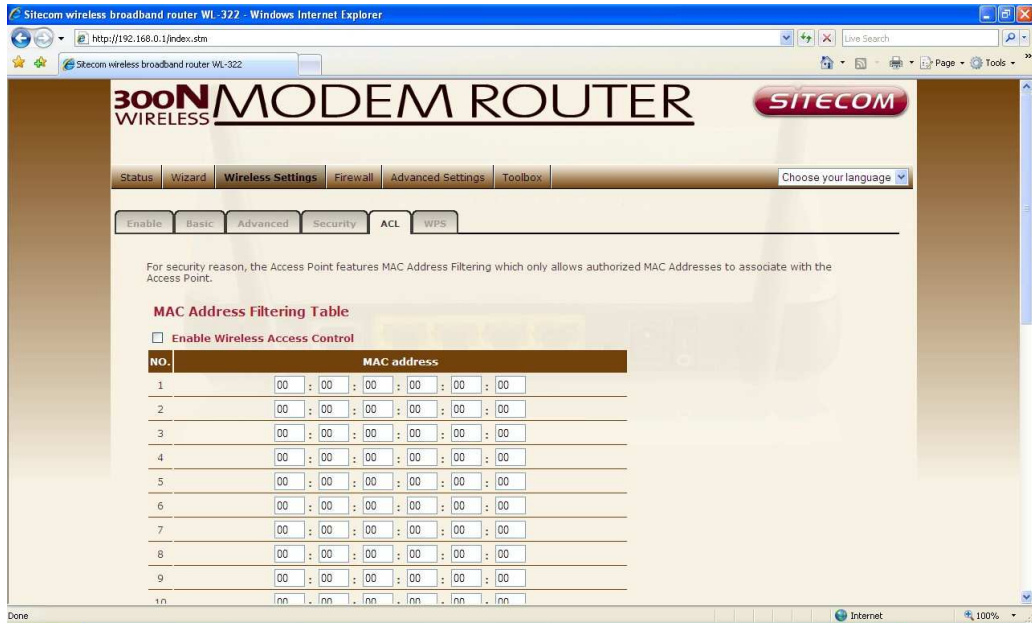 Sitecom wireless broadband router WL-322 - Windows Internet Explorer
http://192.168.0.1/index.stm
Live Search
Sitecom wireless broadband router WL-322
Page Tools »
300N WIRELESS MODEM ROUTER
SITECOM
Status Wizard Wireless Settings Firewall Advanced Settings Toolbox Choose your language
Enable Basic Advanced Security ACL WPS
For security reason, the Access Point features MAC Address Filtering which only allows authorized MAC Addresses to associate with the
Access Point.
MAC Address Filtering Table
Enable Wireless Access Control
NO. MAC address
1 00 : 00 : 00 : 00 : 00 : 00
2 00 : 00 : 00 : 00 : 00 : 00
3 00 : 00 : 00 : 00 : 00 : 00
4 00 : 00 : 00 : 00 : 00 : 00
5 00 : 00 : 00 : 00 : 00 : 00
6 00 : 00 : 00 : 00 : 00 : 00
7 00 : 00 : 00 : 00 : 00 : 00
8 00 : 00 : 00 : 00 : 00 : 00
9 00 : 00 : 00 : 00 : 00 : 00
10 00 : 00 : 00 : 00 : 00 : 00
Done Internet 100%